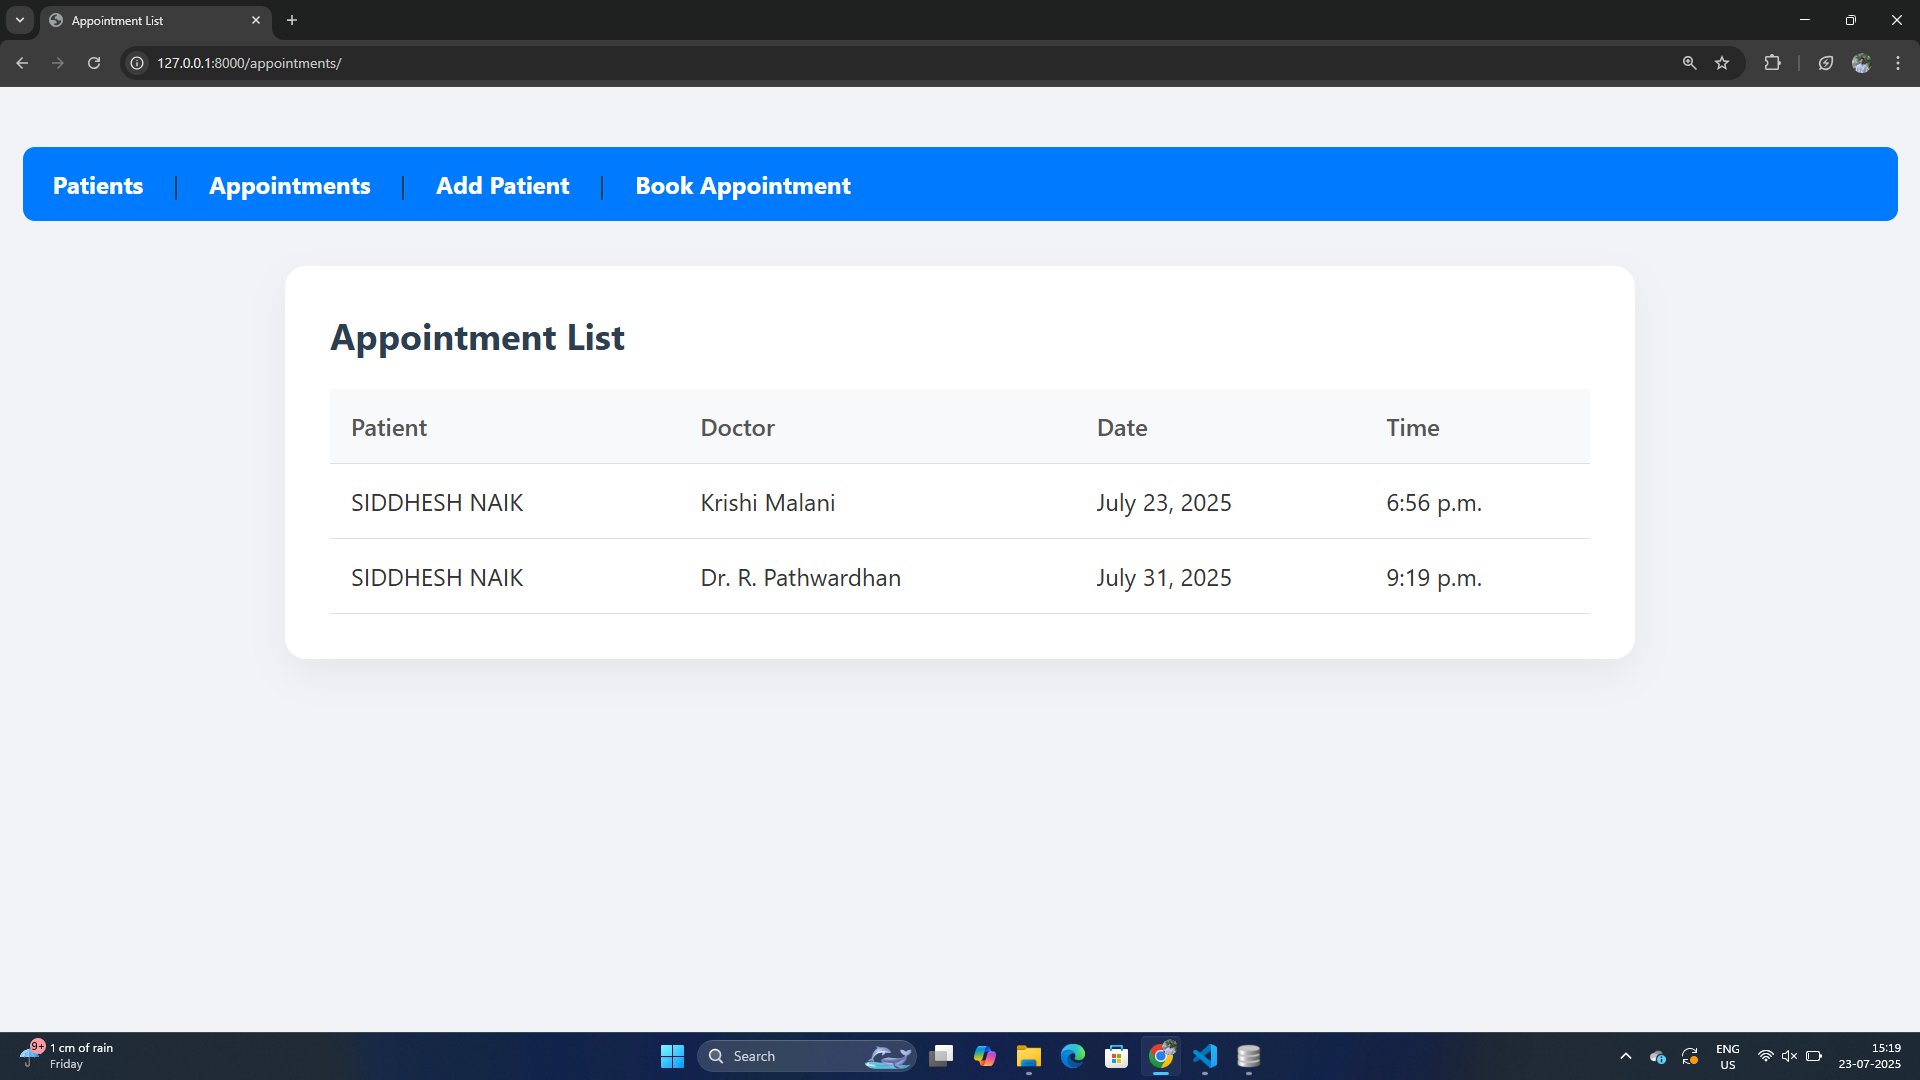 Appointment List
127.0.0.1:8000/appointments/
Patients | Appointments | Add Patient | Book Appointment
Appointment List
Patient Doctor Date Time
SIDDHESH NAIK Krishi Malani July 23, 2025 6:56 p.m.
SIDDHESH NAIK Dr. R. Pathwardhan July 31, 2025 9:19 p.m.
9+
1 cm of rain
Friday
Search
ENG
US
15:19
23-07-2025